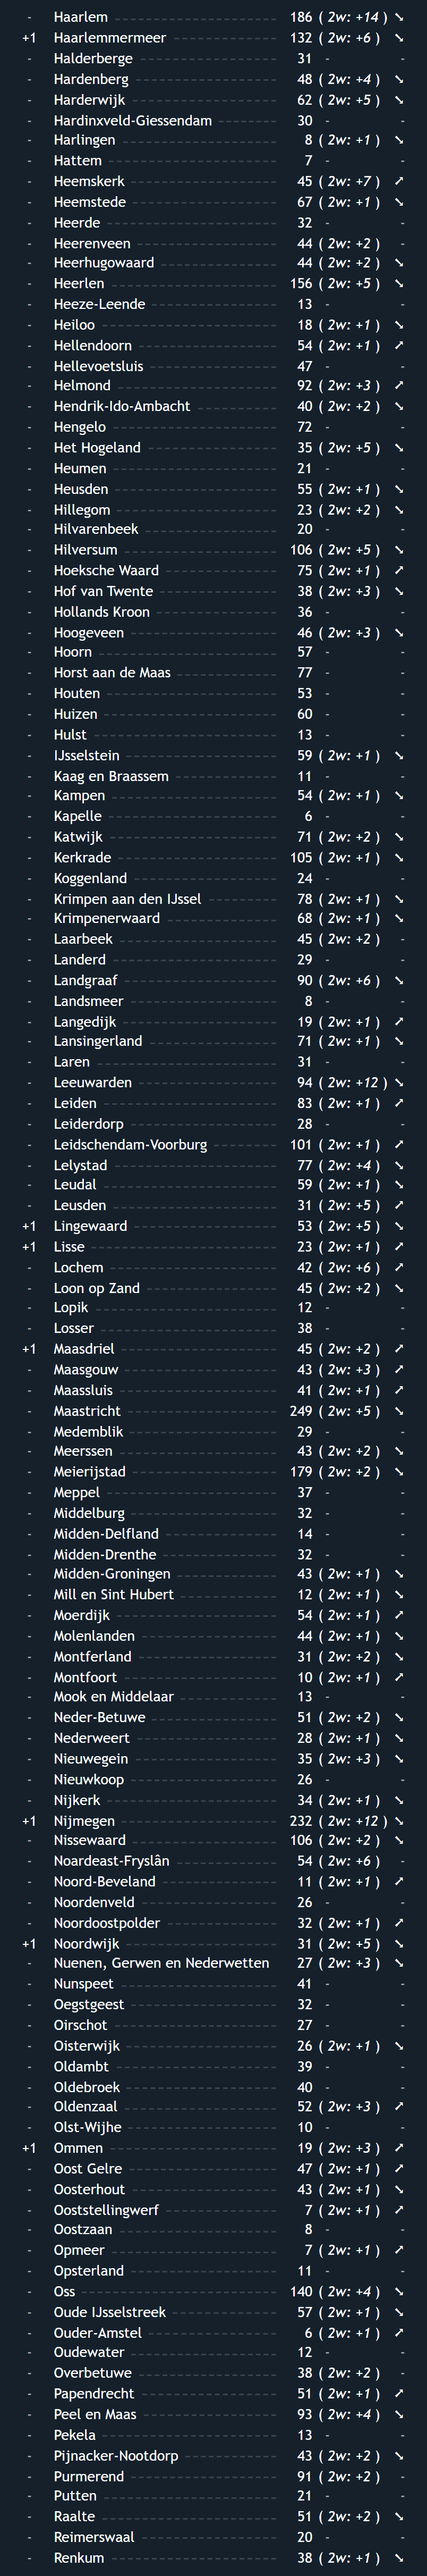 - Haarlem 186 ( 2w: +14 ) ➘
+1 Haarlemmermeer 132 ( 2w: +6 ) ➘
- Halderberge 31 - -
- Hardenberg 48 ( 2w: +4 ) ➘
- Harderwijk 62 ( 2w: +5 ) ➘
- Hardinxveld-Giessendam 30 - -
- Harlingen 8 ( 2w: +1 ) ➘
- Hattem 7 - -
- Heemskerk 45 ( 2w: +7 ) ➚
- Heemstede 67 ( 2w: +1 ) ➘
- Heerde 32 - -
- Heerenveen 44 ( 2w: +2 ) -
- Heerhugowaard 44 ( 2w: +2 ) ➘
- Heerlen 156 ( 2w: +5 ) ➘
- Heeze-Leende 13 - -
- Heiloo 18 ( 2w: +1 ) ➘
- Hellendoorn 54 ( 2w: +1 ) ➚
- Hellevoetsluis 47 - -
- Helmond 92 ( 2w: +3 ) ➚
- Hendrik-Ido-Ambacht 40 ( 2w: +2 ) ➘
- Hengelo 72 - -
- Het Hogeland 35 ( 2w: +5 ) ➘
- Heumen 21 - -
- Heusden 55 ( 2w: +1 ) ➘
- Hillegom 23 ( 2w: +2 ) ➘
- Hilvarenbeek 20 - -
- Hilversum 106 ( 2w: +5 ) ➘
- Hoeksche Waard 75 ( 2w: +1 ) ➚
- Hof van Twente 38 ( 2w: +3 ) ➘
- Hollands Kroon 36 - -
- Hoogeveen 46 ( 2w: +3 ) ➘
- Hoorn 57 - -
- Horst aan de Maas 77 - -
- Houten 53 - -
- Huizen 60 - -
- Hulst 13 - -
- IJsselstein 59 ( 2w: +1 ) ➘
- Kaag en Braassem 11 - -
- Kampen 54 ( 2w: +1 ) ➘
- Kapelle 6 - -
- Katwijk 71 ( 2w: +2 ) ➘
- Kerkrade 105 ( 2w: +1 ) ➘
- Koggenland 24 - -
- Krimpen aan den IJssel 78 ( 2w: +1 ) ➘
- Krimpenerwaard 68 ( 2w: +1 ) ➘
- Laarbeek 45 ( 2w: +2 ) -
- Landerd 29 - -
- Landgraaf 90 ( 2w: +6 ) ➘
- Landsmeer 8 - -
- Langedijk 19 ( 2w: +1 ) ➚
- Lansingerland 71 ( 2w: +1 ) ➘
- Laren 31 - -
- Leeuwarden 94 ( 2w: +12 ) ➘
- Leiden 83 ( 2w: +1 ) ➚
- Leiderdorp 28 - -
- Leidschendam-Voorburg 101 ( 2w: +1 ) ➚
- Lelystad 77 ( 2w: +4 ) ➘
- Leudal 59 ( 2w: +1 ) ➘
- Leusden 31 ( 2w: +5 ) ➚
+1 Lingewaard 53 ( 2w: +5 ) ➘
+1 Lisse 23 ( 2w: +1 ) ➚
- Lochem 42 ( 2w: +6 ) ➚
- Loon op Zand 45 ( 2w: +2 ) ➘
- Lopik 12 - -
- Losser 38 - -
+1 Maasdriel 45 ( 2w: +2 ) ➚
- Maasgouw 43 ( 2w: +3 ) ➚
- Maassluis 41 ( 2w: +1 ) ➚
- Maastricht 249 ( 2w: +5 ) ➘
- Medemblik 29 - -
- Meerssen 43 ( 2w: +2 ) ➘
- Meierijstad 179 ( 2w: +2 ) ➘
- Meppel 37 - -
- Middelburg 32 - -
- Midden-Delfland 14 - -
- Midden-Drenthe 32 - -
- Midden-Groningen 43 ( 2w: +1 ) ➘
- Mill en Sint Hubert 12 ( 2w: +1 ) ➘
- Moerdijk 54 ( 2w: +1 ) ➚
- Molenlanden 44 ( 2w: +1 ) ➘
- Montferland 31 ( 2w: +2 ) ➘
- Montfoort 10 ( 2w: +1 ) ➚
- Mook en Middelaar 13 - -
- Neder-Betuwe 51 ( 2w: +2 ) ➘
- Nederweert 28 ( 2w: +1 ) ➘
- Nieuwegein 35 ( 2w: +3 ) ➘
- Nieuwkoop 26 - -
- Nijkerk 34 ( 2w: +1 ) ➘
+1 Nijmegen 232 ( 2w: +12 ) ➘
- Nissewaard 106 ( 2w: +2 ) ➘
- Noardeast-Fryslân 54 ( 2w: +6 ) -
- Noord-Beveland 11 ( 2w: +1 ) ➚
- Noordenveld 26 - -
- Noordoostpolder 32 ( 2w: +1 ) ➚
+1 Noordwijk 31 ( 2w: +5 ) ➘
- Nuenen, Gerwen en Nederwetten 27 ( 2w: +3 ) ➘
- Nunspeet 41 - -
- Oegstgeest 32 - -
- Oirschot 27 - -
- Oisterwijk 26 ( 2w: +1 ) ➘
- Oldambt 39 - -
- Oldebroek 40 - -
- Oldenzaal 52 ( 2w: +3 ) ➚
- Olst-Wijhe 10 - -
+1 Ommen 19 ( 2w: +3 ) ➚
- Oost Gelre 47 ( 2w: +1 ) ➚
- Oosterhout 43 ( 2w: +1 ) ➘
- Ooststellingwerf 7 ( 2w: +1 ) ➚
- Oostzaan 8 - -
- Opmeer 7 ( 2w: +1 ) ➚
- Opsterland 11 - -
- Oss 140 ( 2w: +4 ) ➘
- Oude IJsselstreek 57 ( 2w: +1 ) ➘
- Ouder-Amstel 6 ( 2w: +1 ) ➚
- Oudewater 12 - -
- Overbetuwe 38 ( 2w: +2 ) -
- Papendrecht 51 ( 2w: +1 ) ➚
- Peel en Maas 93 ( 2w: +4 ) ➘
- Pekela 13 - -
- Pijnacker-Nootdorp 43 ( 2w: +2 ) ➘
- Purmerend 91 ( 2w: +2 ) -
- Putten 21 - -
- Raalte 51 ( 2w: +2 ) ➘
- Reimerswaal 20 - -
- Renkum 38 ( 2w: +1 ) ➘